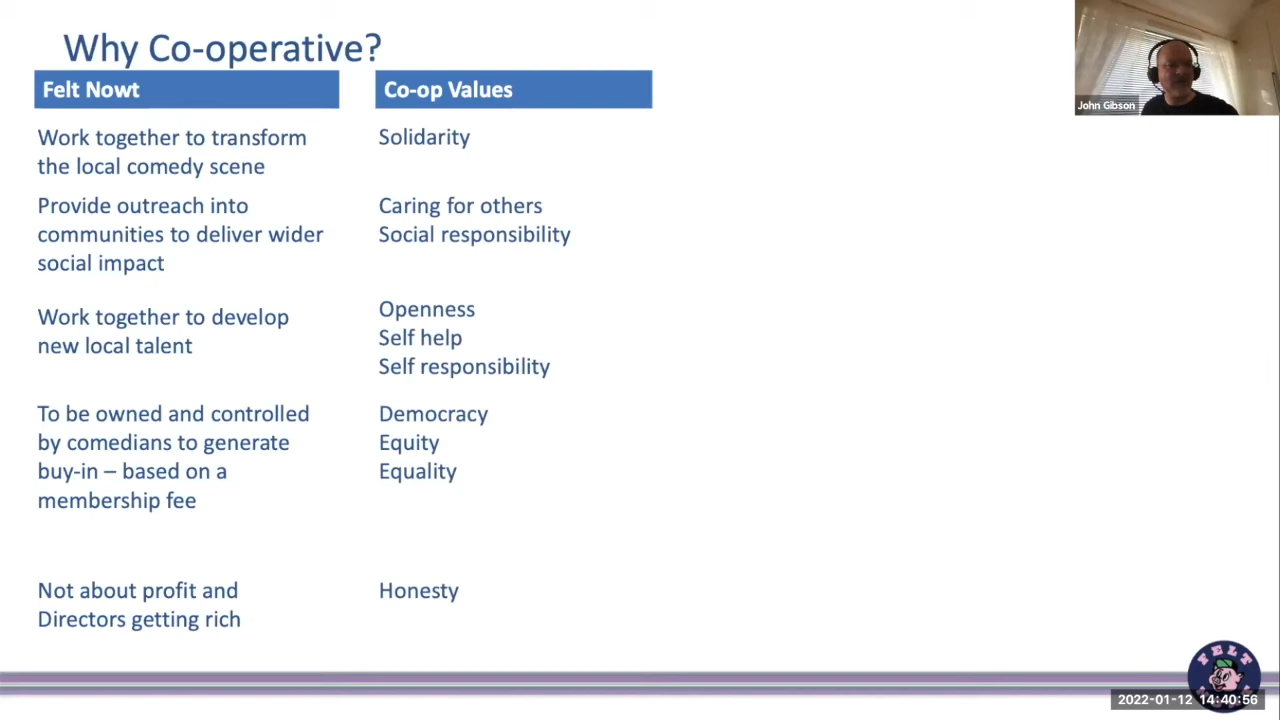 Why Co-operative?
Felt Nowt
Co-op Values
Work together to transform
the local comedy scene
Solidarity
Provide outreach into
communities to deliver wider
social impact
Caring for others
Social responsibility
Work together to develop
new local talent
Openness
Self help
Self responsibility
To be owned and controlled
by comedians to generate
buy-in – based on a
membership fee
Democracy
Equity
Equality
Not about profit and
Directors getting rich
Honesty
John Gibson
FELT
2022-01-12 14:40:56